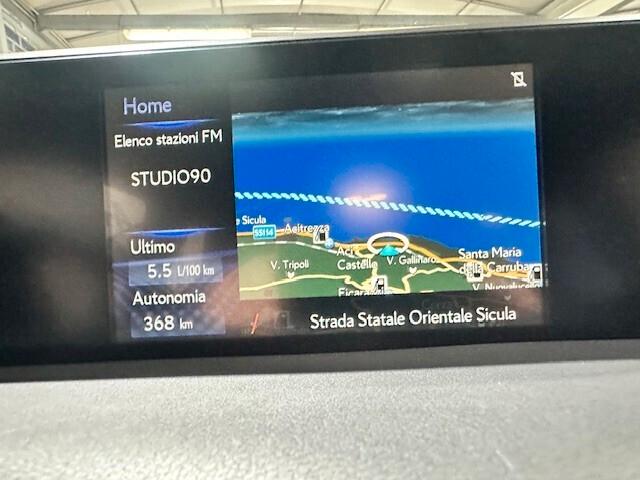 Home
Elenco stazioni FM
STUDIO90
Ultimo
5.5 L/100 km
Autonomia
368 km
e Sicula
SS114
Acitrezza
Castello
V. Tripoli
V. Gallinaro
Santa Maria
della Carruba
Strada Statale Orientale Sicula